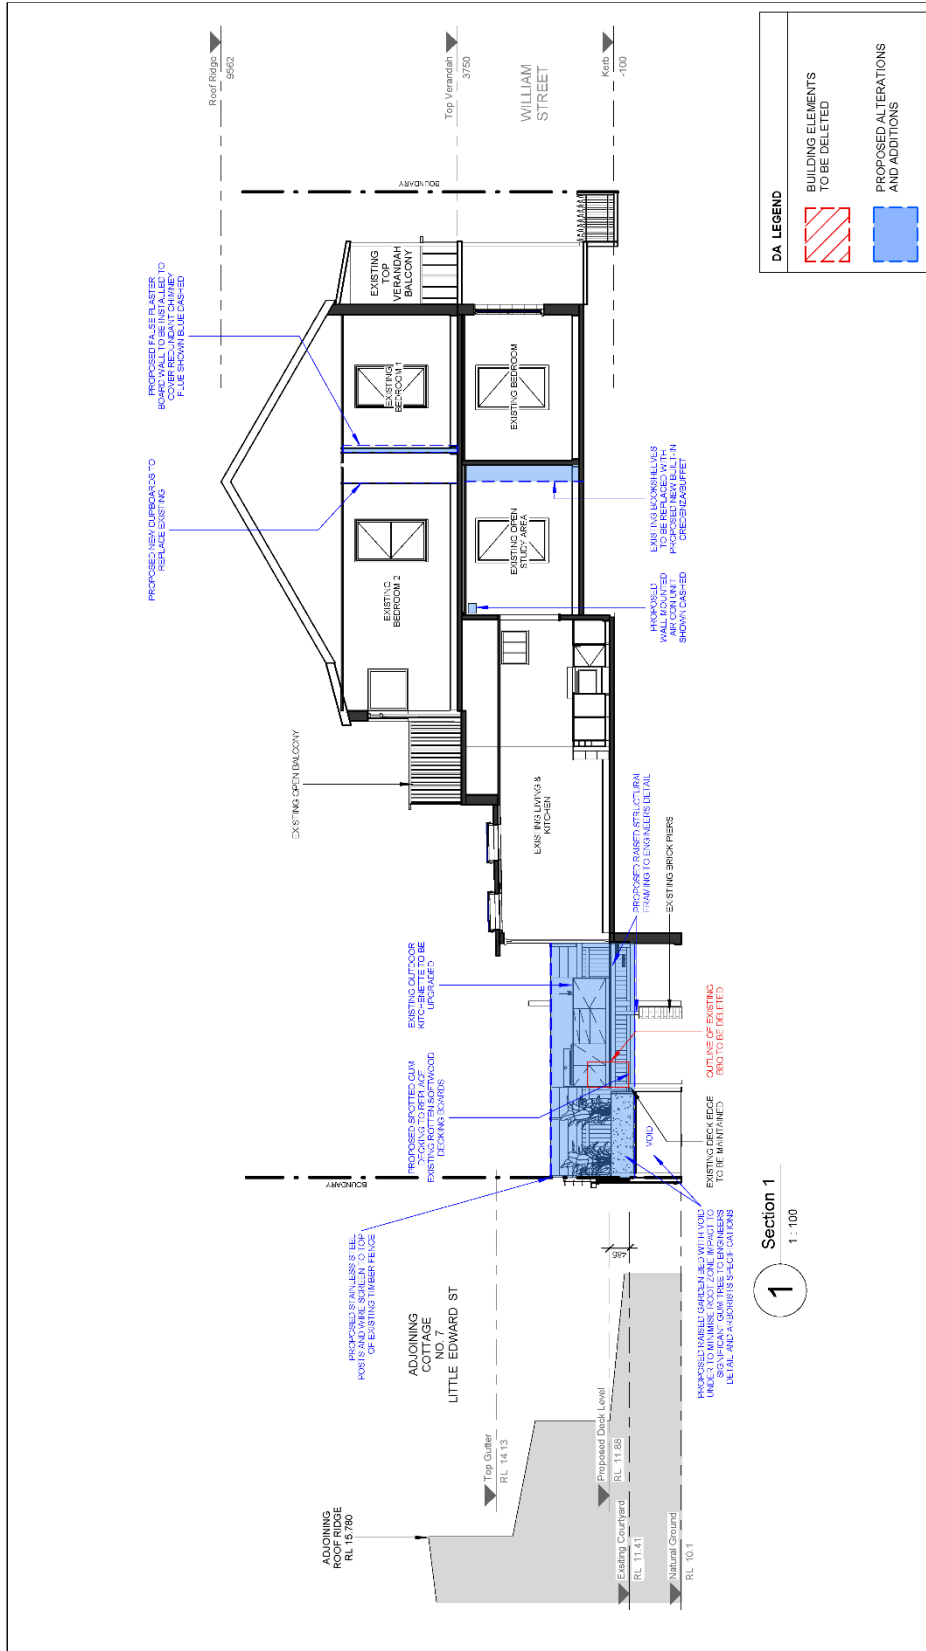 Roof Ridge
9562
Top Verandah
3750
WILLIAM
STREET
Kerb
-100
BOUNDARY
PROPOSED FALSE PLASTER
BOARD WALL TO BE INSTALLED TO
COVER REDUNDANT CHIMNEY
FLUE SHOWN BLUE DASHED
PROPOSED NEW CUPBOARDS TO
REPLACE EXISTING
EXISTING
TOP
VERANDAH
BALCONY
EXISTING
BEDROOM 1
EXISTING BEDROOM
EXISTING
BEDROOM 2
EXISTING OPEN
STUDY AREA
EXISTING BOOKSHELVES
TO BE REPLACED WITH
PROPOSED NEW BUILT-IN
CREDENZA/BUFFET
PROPOSED
WALL MOUNTED
AIR CON UNIT
SHOWN DASHED
EXISTING OPEN BALCONY
EXISTING LIVING &
KITCHEN
PROPOSED RAISED STRUCTURAL
FRAMING TO ENGINEERS DETAIL
EXISTING BRICK PIERS
EXISTING OUTDOOR
KITCHENETTE TO BE
UPGRADED
OUTLINE OF EXISTING
BBQ TO BE DELETED
PROPOSED SPOTTED GUM
DECKING TO REPLACE
EXISTING ROTTEN SOFTWOOD
DECKING BOARDS
VOID
EXISTING DECK EDGE
TO BE MAINTAINED
BOUNDARY
PROPOSED STAINLESS STEEL
POSTS AND WIRE SCREEN TO TOP
OF EXISTING TIMBER FENCE
PROPOSED RAISED GARDEN BED WITH VOID
UNDER TO MINIMISE ROOT ZONE IMPACT TO
SIGNIFICANT GUM TREE TO ENGINEERS
DETAIL AND ARBORISTS SPECIFICATIONS
485
ADJOINING
COTTAGE
NO. 7
LITTLE EDWARD ST
Top Gutter
RL 14.13
Proposed Deck Level
RL 11.88
Exsiting Courtyard
RL 11.41
Natural Ground
RL 10.1
ADJOINING
ROOF RIDGE
RL 15.780
1
Section 1
1 : 100
DA LEGEND
BUILDING ELEMENTS
TO BE DELETED
PROPOSED ALTERATIONS
AND ADDITIONS